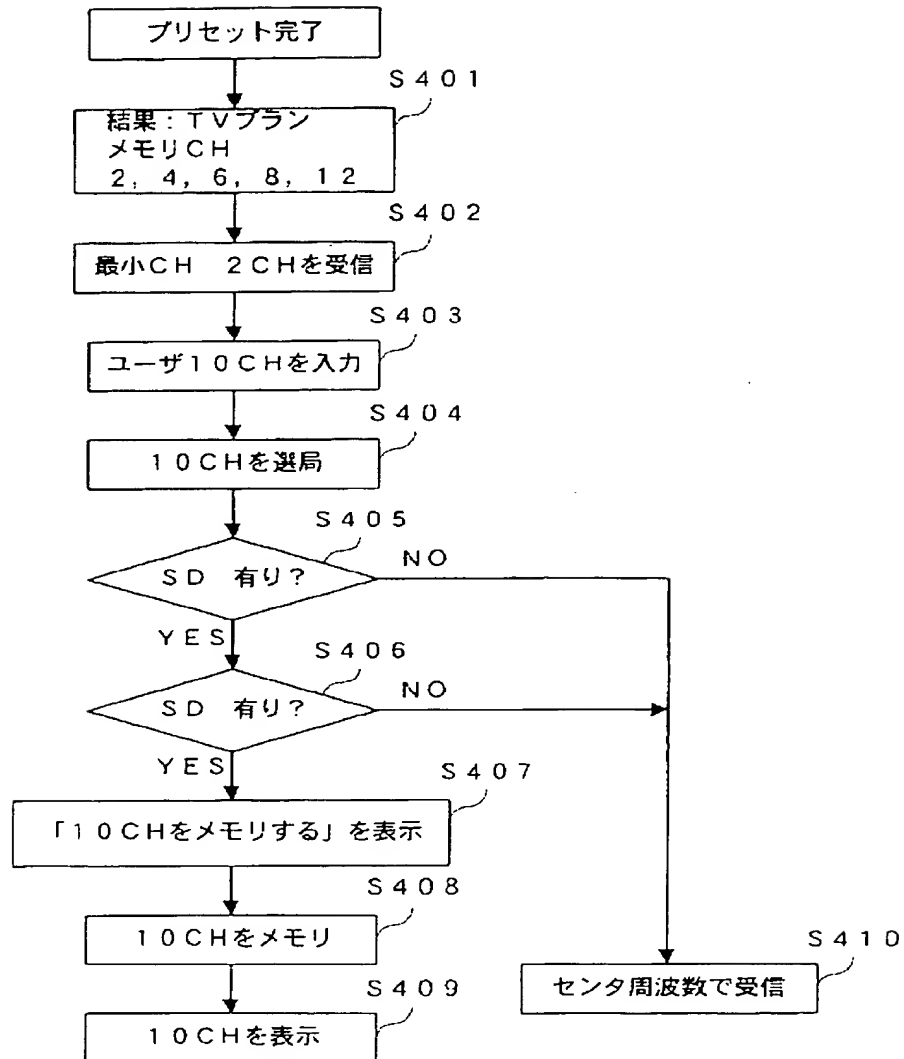 プリセット完了
S401
結果：TVプラン
メモリCH
2，4，6，8，12
S402
最小CH　2CHを受信
S403
ユーザ10CHを入力
S404
10CHを選局
S405
SD　有り？
NO
YES
S406
SD　有り？
NO
YES
S407
「10CHをメモリする」を表示
S408
10CHをメモリ
S410
センタ周波数で受信
S409
10CHを表示